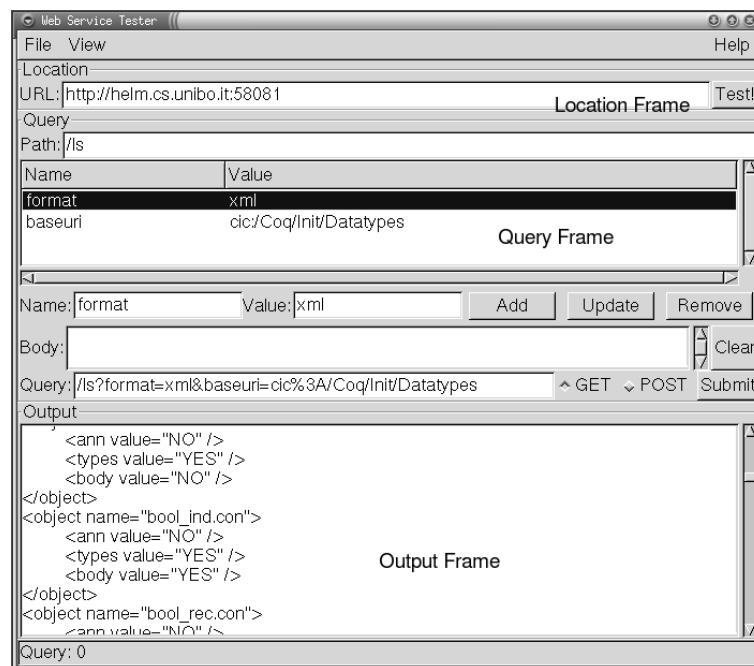 Web Service Tester
File View Help
Location
URL: http://helm.cs.unibo.it:58081 Test!
Location Frame
Query
Path: /ls
Name Value
format xml
baseuri cic:/Coq/Init/Datatypes
Query Frame
Name: format Value: xml Add Update Remove
Body: Clear
Query: /ls?format=xml&baseuri=cic%3A/Coq/Init/Datatypes GET POST Submit
Output
<ann value="NO" />
<types value="YES" />
<body value="NO" />
</object>
<object name="bool_ind.con">
<ann value="NO" />
<types value="YES" />
<body value="YES" />
Output Frame
</object>
<object name="bool_rec.con">
<ann value="NO" />
Query: 0